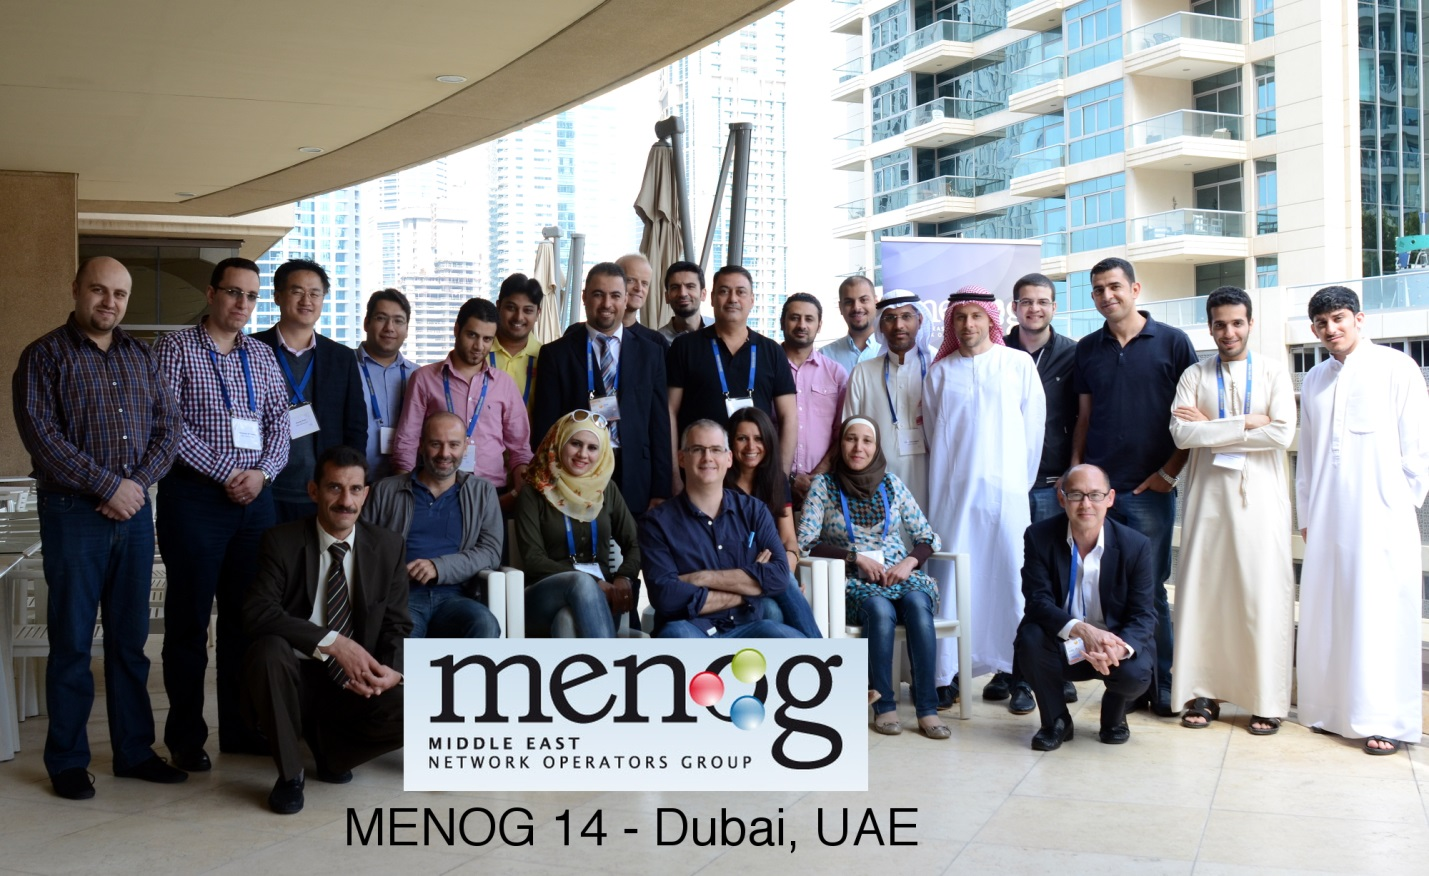 menog
MIDDLE EAST
NETWORK OPERATORS GROUP
MENOG 14 - Dubai, UAE